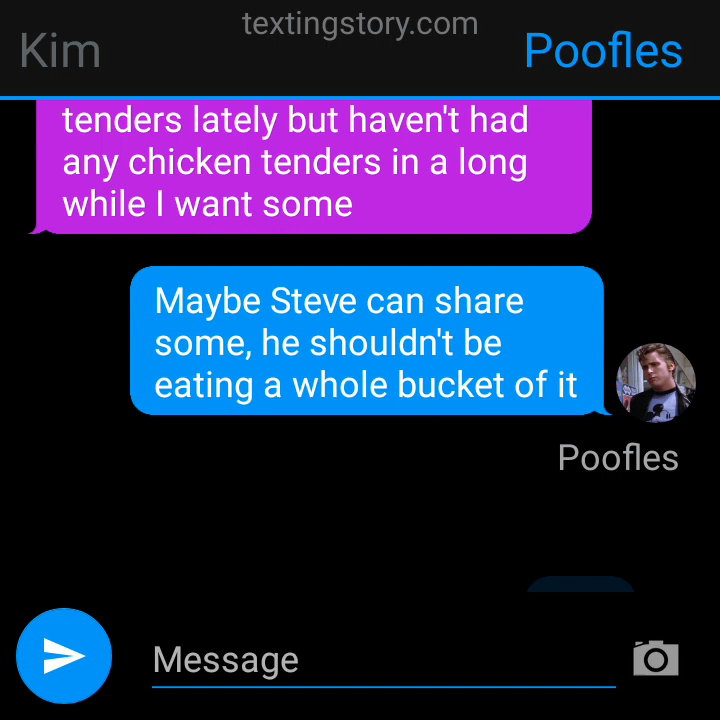 textingstory.com
Kim
Poofles
tenders lately but haven't had
any chicken tenders in a long
while I want some
Maybe Steve can share
some, he shouldn't be
eating a whole bucket of it
Poofles
Message